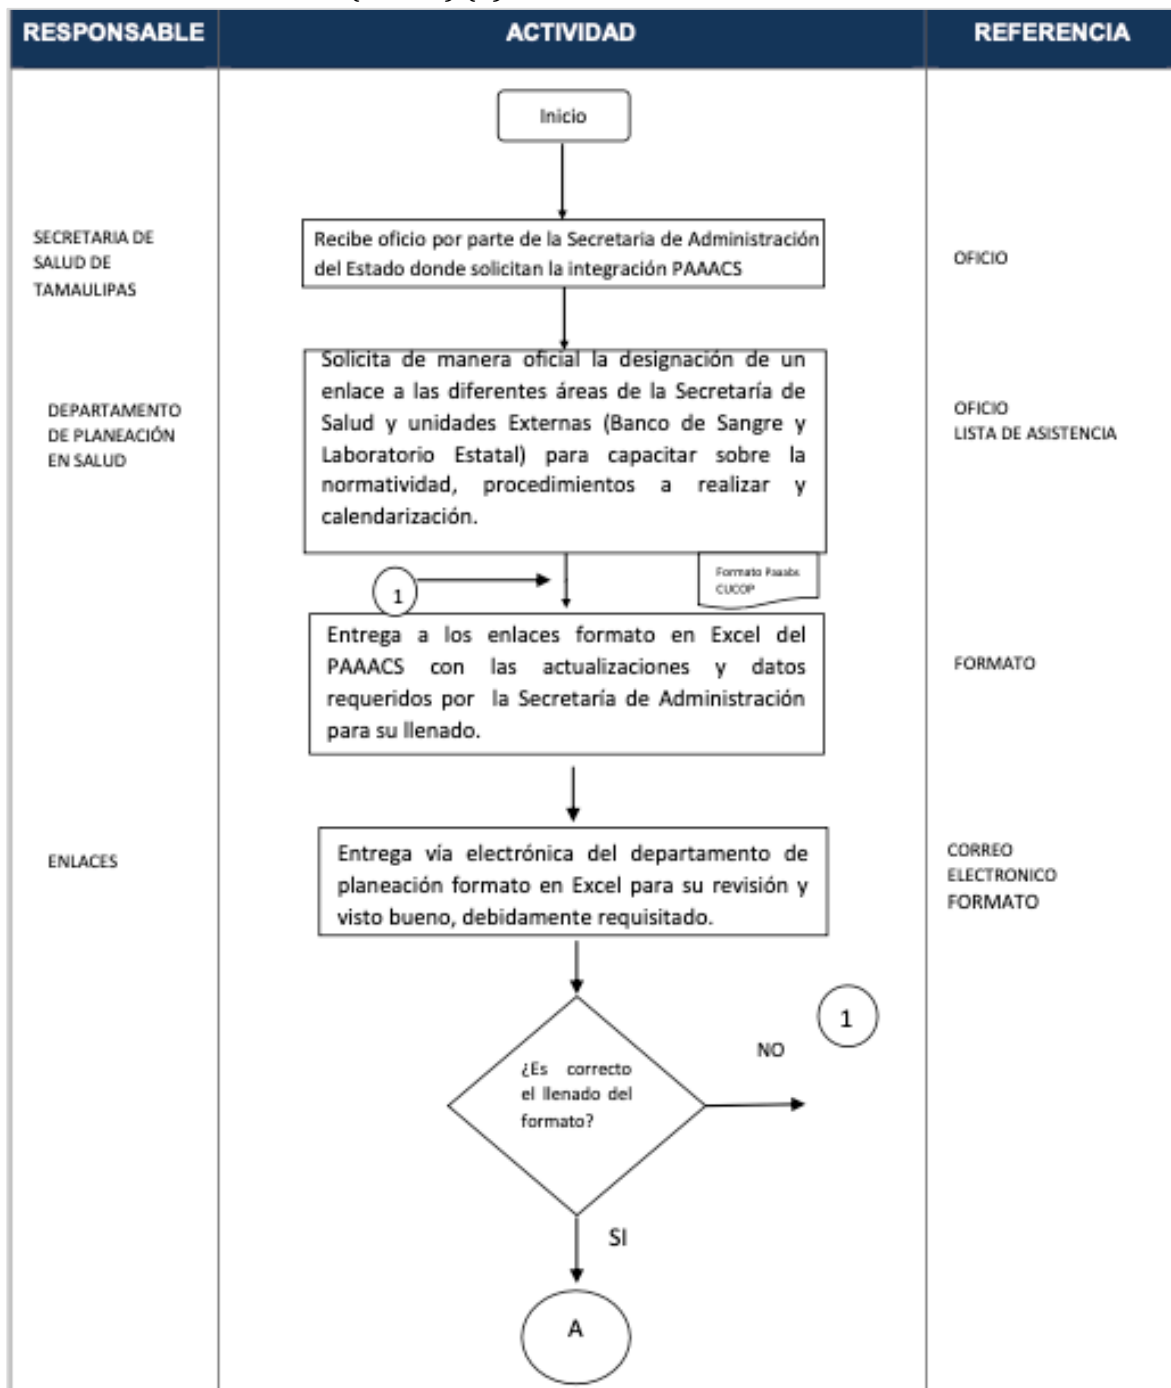 RESPONSABLE
ACTIVIDAD
REFERENCIA
Inicio
SECRETARIA DE
SALUD DE
TAMAULIPAS
Recibe oficio por parte de la Secretaria de Administración
del Estado donde solicitan la integración PAAACS
OFICIO
DEPARTAMENTO
DE PLANEACIÓN
EN SALUD
Solicita de manera oficial la designación de un
enlace a las diferentes áreas de la Secretaría de
Salud y unidades Externas (Banco de Sangre y
Laboratorio Estatal) para capacitar sobre la
normatividad, procedimientos a realizar y
calendarización.
OFICIO
LISTA DE ASISTENCIA
Formato Paaabs
CUCOP
1
Entrega a los enlaces formato en Excel del
PAAACS con las actualizaciones y datos
requeridos por la Secretaría de Administración
para su llenado.
FORMATO
ENLACES
Entrega vía electrónica del departamento de
planeación formato en Excel para su revisión y
visto bueno, debidamente requisitado.
CORREO
ELECTRONICO
FORMATO
¿Es correcto
el llenado del
formato?
NO
1
SI
A